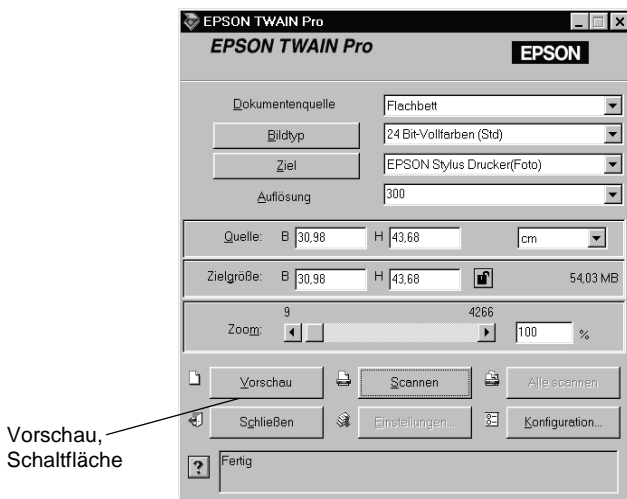 EPSON TWAIN Pro
EPSON TWAIN Pro
EPSON
Dokumentenquelle Flachbett
Bildtyp 24 Bit-Vollfarben (Std)
Ziel EPSON Stylus Drucker(Foto)
Auflösung 300
Quelle: B 30,98 H 43,68 cm
Zielgröße: B 30,98 H 43,68 54,03 MB
9 4266
Zoom: 100 %
Vorschau Scannen Alle scannen
Schließen Einstellungen... Konfiguration...
Vorschau,
Schaltfläche
? Fertig